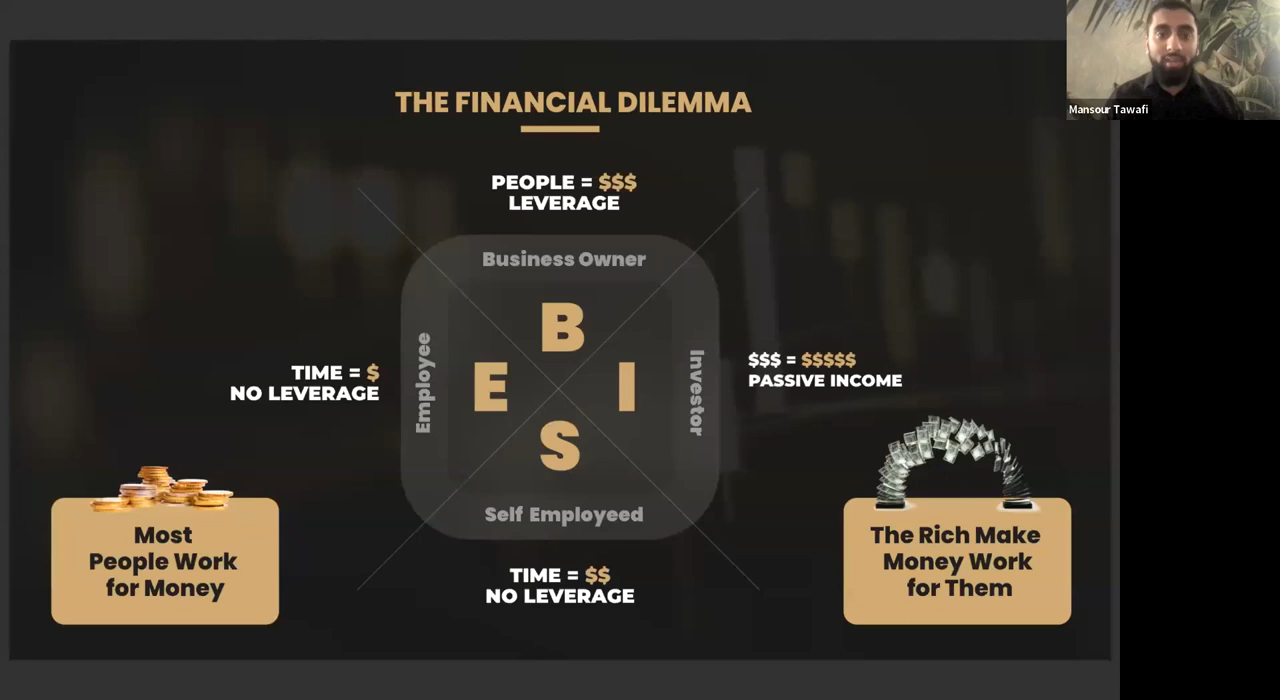 Mansour Tawafi
THE FINANCIAL DILEMMA
PEOPLE = $$$
LEVERAGE
Business Owner
B
Employee
E
I
Investor
S
Self Employeed
TIME = $
NO LEVERAGE
$$$ = $$$$$
PASSIVE INCOME
TIME = $$
NO LEVERAGE
Most
People Work
for Money
The Rich Make
Money Work
for Them